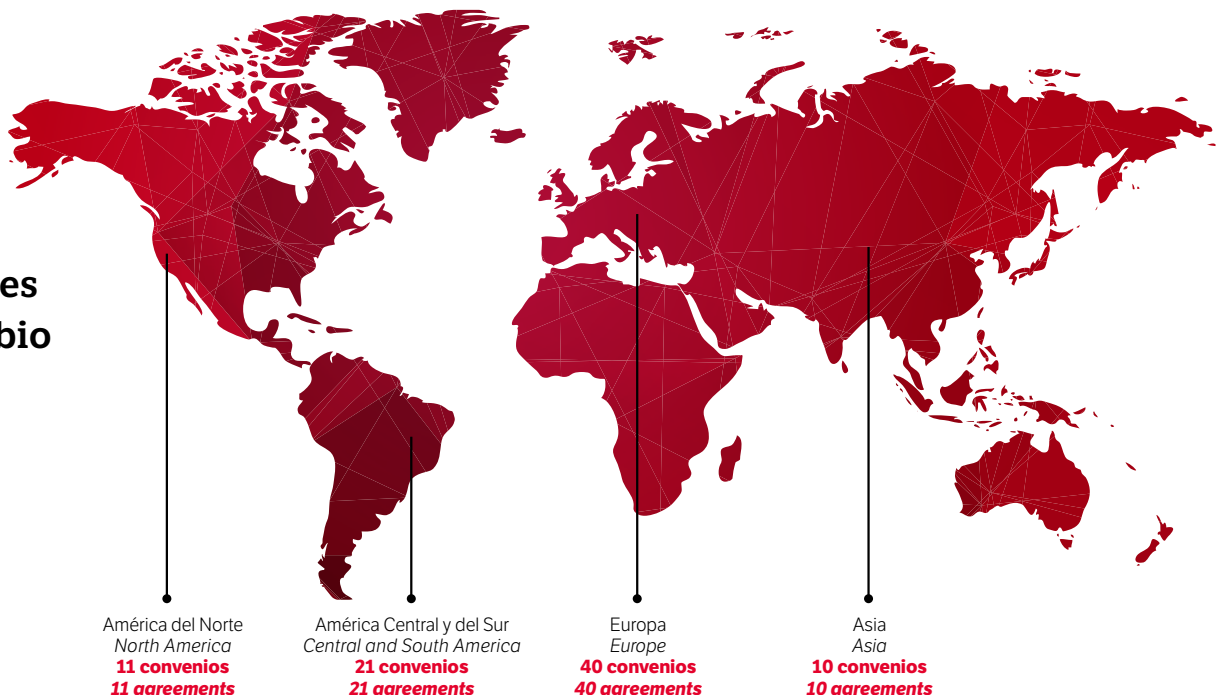 es
bio
América del Norte
North America
11 convenios
11 agreements
América Central y del Sur
Central and South America
21 convenios
21 agreements
Europa
Europe
40 convenios
40 agreements
Asia
Asia
10 convenios
10 agreements